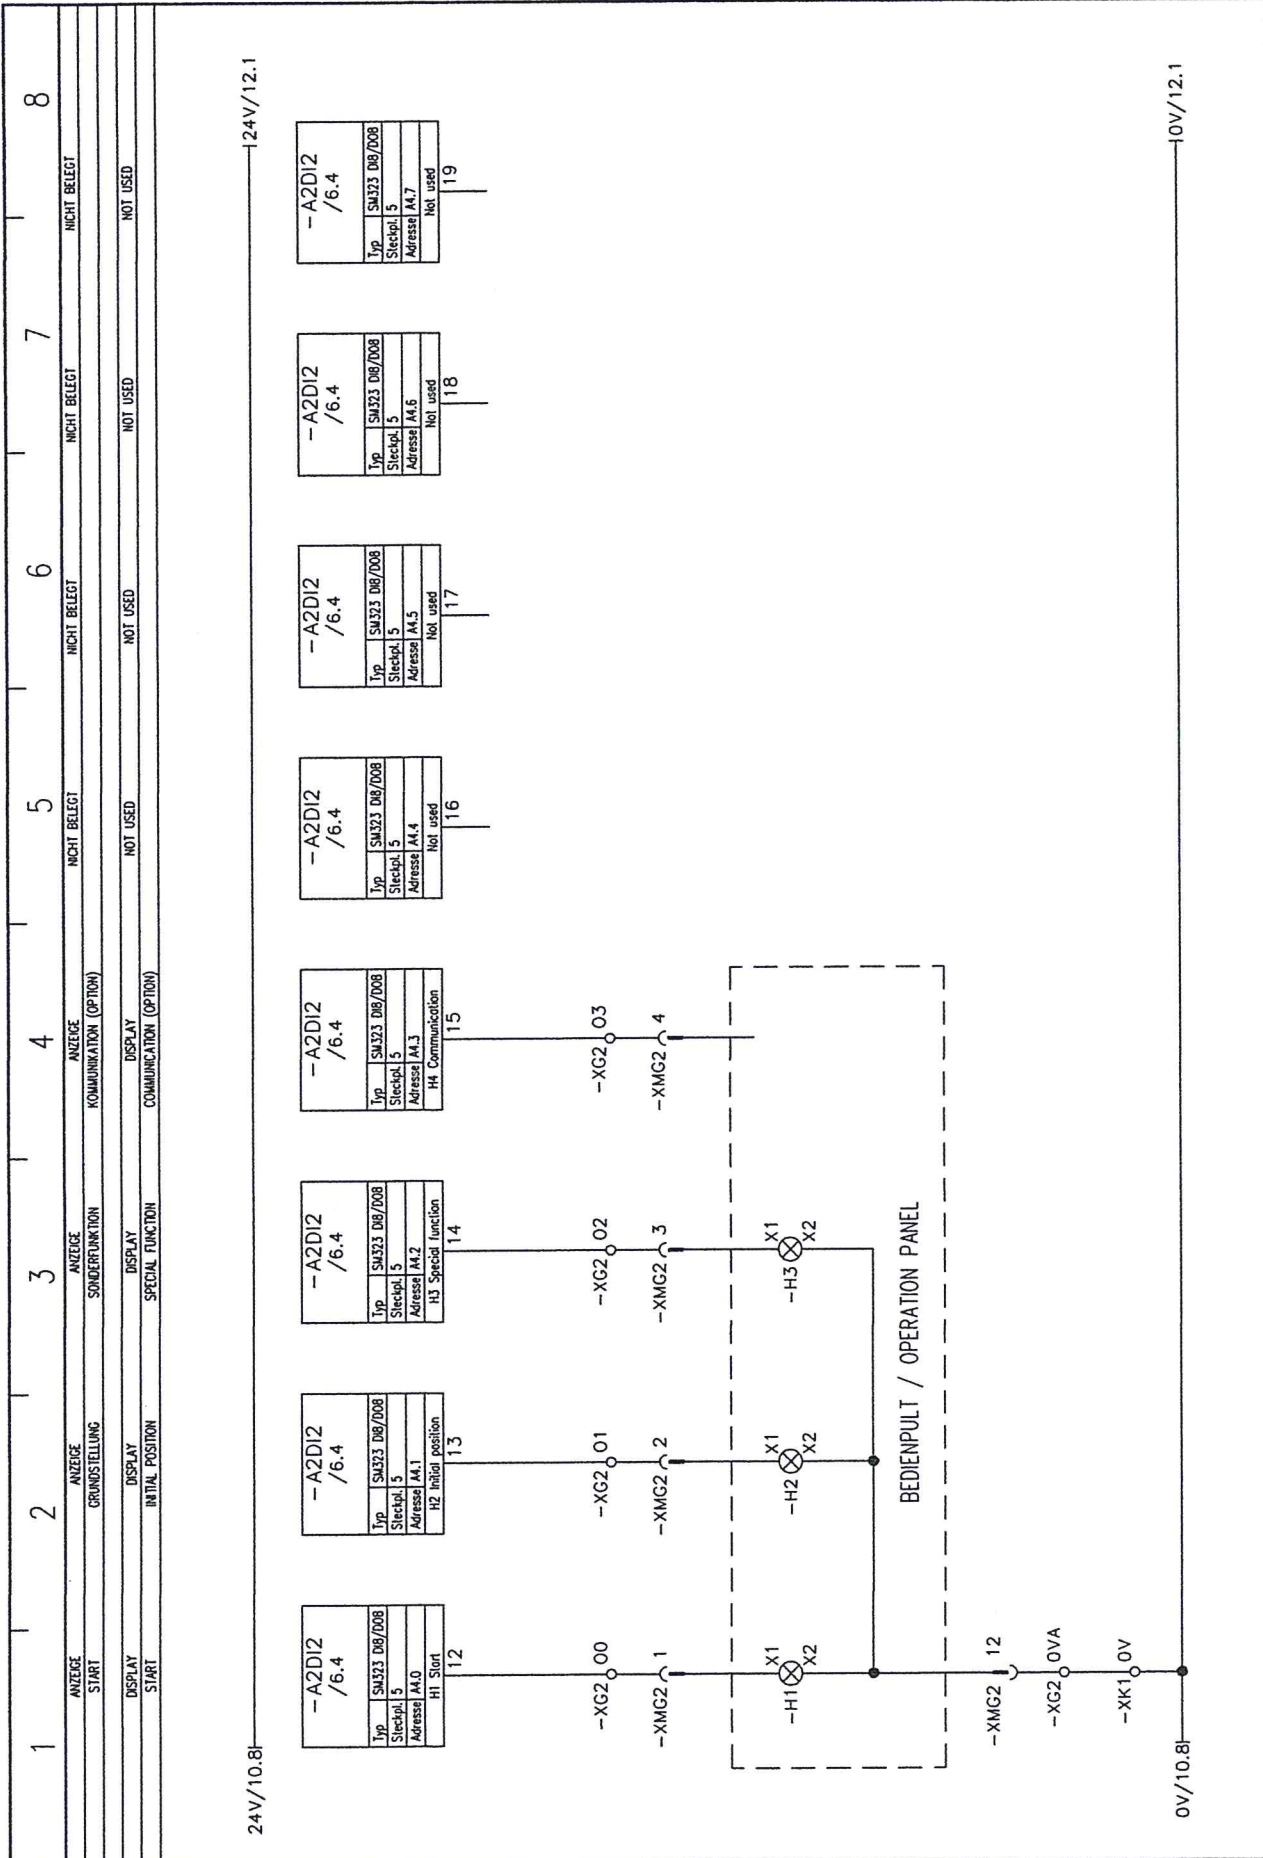 1 2 3 4 5 6 7 8
ANZEIGE ANZEIGE ANZEIGE ANZEIGE NICHT BELEGT NICHT BELEGT NICHT BELEGT NICHT BELEGT
START GRUNDSTELLUNG SONDERFUNKTION KOMMUNIKATION (OPTION)
DISPLAY DISPLAY DISPLAY DISPLAY NOT USED NOT USED NOT USED NOT USED
START INITIAL POSITION SPECIAL FUNCTION COMMUNICATION (OPTION)
24V/10.8 24V/12.1
-A2DI2 -A2DI2 -A2DI2 -A2DI2 -A2DI2 -A2DI2 -A2DI2 -A2DI2
/6.4 /6.4 /6.4 /6.4 /6.4 /6.4 /6.4 /6.4
Typ SM323 DI8/DO8 Typ SM323 DI8/DO8 Typ SM323 DI8/DO8 Typ SM323 DI8/DO8 Typ SM323 DI8/DO8 Typ SM323 DI8/DO8 Typ SM323 DI8/DO8 Typ SM323 DI8/DO8
Steckpl. 5 Steckpl. 5 Steckpl. 5 Steckpl. 5 Steckpl. 5 Steckpl. 5 Steckpl. 5 Steckpl. 5
Adresse A4.0 Adresse A4.1 Adresse A4.2 Adresse A4.3 Adresse A4.4 Adresse A4.5 Adresse A4.6 Adresse A4.7
H1 Start H2 Initial position H3 Special function H4 Communication Not used Not used Not used Not used
12 13 14 15 16 17 18 19
-XG2 00 -XG2 01 -XG2 02 -XG2 03
-XMG2 1 -XMG2 2 -XMG2 3 -XMG2 4
X1 X1 X1
-H1 -H2 -H3
X2 X2 X2
BEDIENPULT / OPERATION PANEL
-XMG2 12
-XG2 0VA
-XK1 0V
0V/10.8 0V/12.1